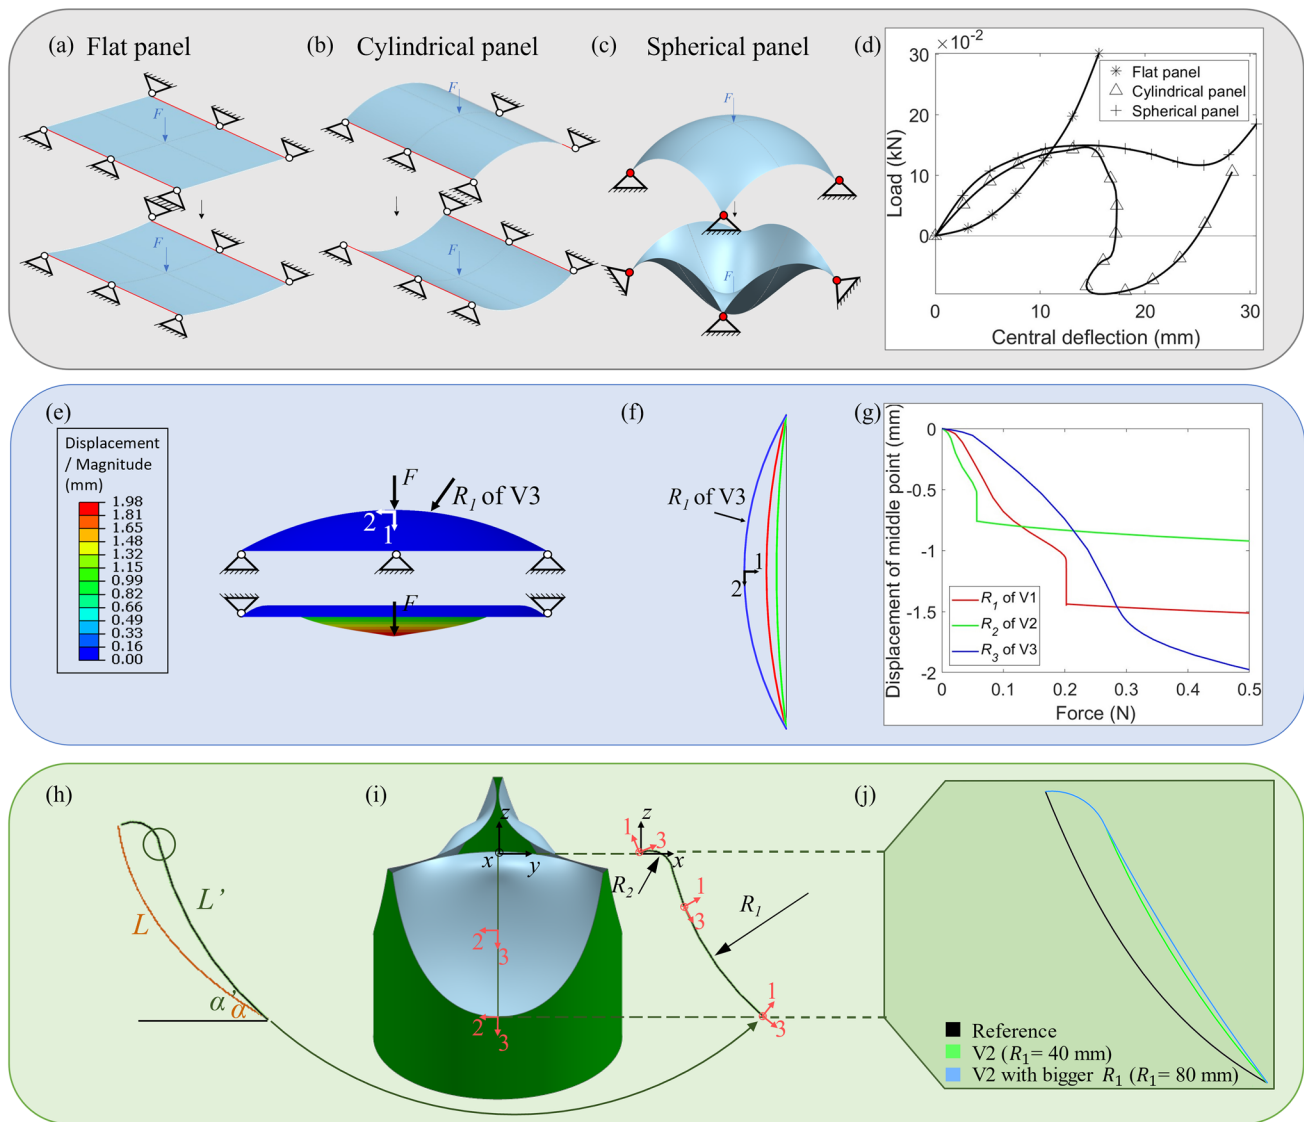 (a) Flat panel
(b) Cylindrical panel
(c) Spherical panel
(d)
F
F
F
F
F
F
×10⁻²
30
20
10
0
Load (kN)
0 10 20 30
Central deflection (mm)
Flat panel
Cylindrical panel
Spherical panel
(e)
Displacement
/ Magnitude
(mm)
1.98
1.81
1.65
1.48
1.32
1.15
0.99
0.82
0.66
0.49
0.33
0.16
0.00
F
R1 of V3
2
1
F
(f)
R1 of V3
1
2
(g)
Displacement of middle point (mm)
0
-0.5
-1
-1.5
-2
0 0.1 0.2 0.3 0.4 0.5
Force (N)
R1 of V1
R2 of V2
R3 of V3
(h)
L'
L
α'
α
(i)
z
x
y
2
3
2
3
z
1
3
x
R2
1
3
R1
1
3
(j)
Reference
V2 (R1= 40 mm)
V2 with bigger R1 (R1= 80 mm)